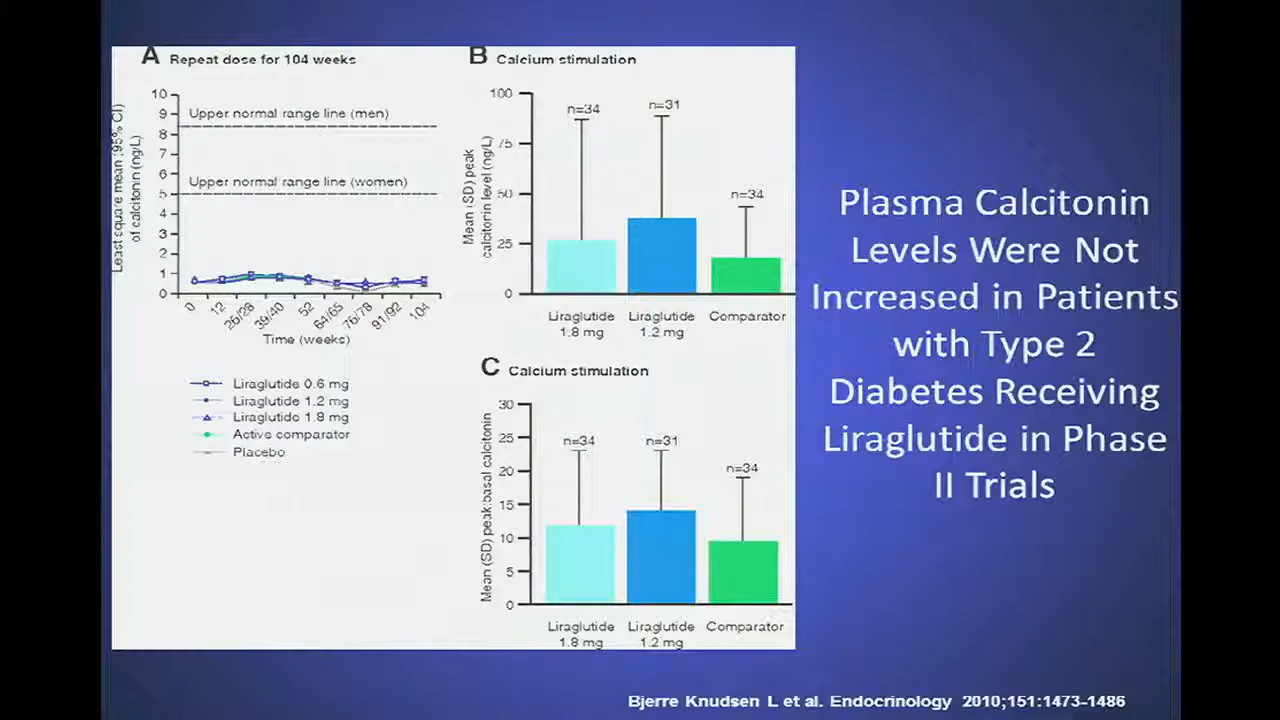 A Repeat dose for 104 weeks
Least square mean (95% CI)
of calcitonin (ng/L)
10
9
8
7
6
5
4
3
2
1
0
Upper normal range line (men)
Upper normal range line (women)
0 12 26/28 39/40 52 64/65 76/78 91/92 104
Time (weeks)
Liraglutide 0.6 mg
Liraglutide 1.2 mg
Liraglutide 1.8 mg
Active comparator
Placebo
B Calcium stimulation
Mean (SD) peak
calcitonin level (ng/L)
100
75
50
25
0
n=34
n=31
n=34
Liraglutide Liraglutide Comparator
1.8 mg 1.2 mg
C Calcium stimulation
Mean (SD) peak:basal calcitonin
30
25
20
15
10
5
0
n=34
n=31
n=34
Liraglutide Liraglutide Comparator
1.8 mg 1.2 mg
Plasma Calcitonin
Levels Were Not
Increased in Patients
with Type 2
Diabetes Receiving
Liraglutide in Phase
II Trials
Bjerre Knudsen L et al. Endocrinology 2010;151:1473-1486